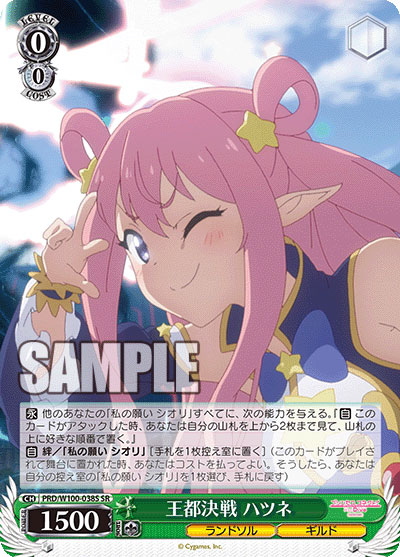 LEVEL
0
0
COST
SAMPLE
永 他のあなたの「私の願い シオリ」すべてに、次の能力を与える。『自 この
カードがアタックした時、あなたは自分の山札を上から2枚まで見て、山札
の上に好きな順番で置く。』
自 絆/「私の願い シオリ」 [手札を1枚控え室に置く] (このカードがプレイさ
れて舞台に置かれた時、あなたはコストを払ってよい。そうしたら、あなたは
自分の控え室の「私の願い シオリ」を1枚選び、手札に戻す)
CH PRD/W100-038S SR
1500
王都決戦 ハツネ
ランドソル
ギルド
© Cygames, Inc.